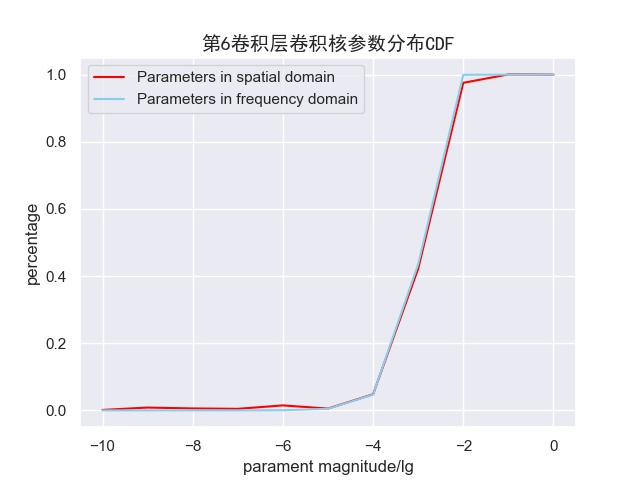 第6卷积层卷积核参数分布CDF
Parameters in spatial domain
Parameters in frequency domain
1.0
0.8
0.6
0.4
0.2
0.0
percentage
−10 −8 −6 −4 −2 0
parament magnitude/lg